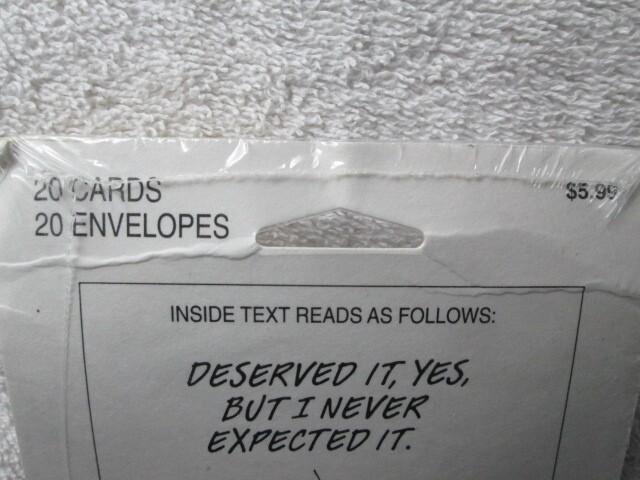 20 CARDS
$5.99
20 ENVELOPES
INSIDE TEXT READS AS FOLLOWS:
DESERVED IT, YES,
BUT I NEVER
EXPECTED IT.